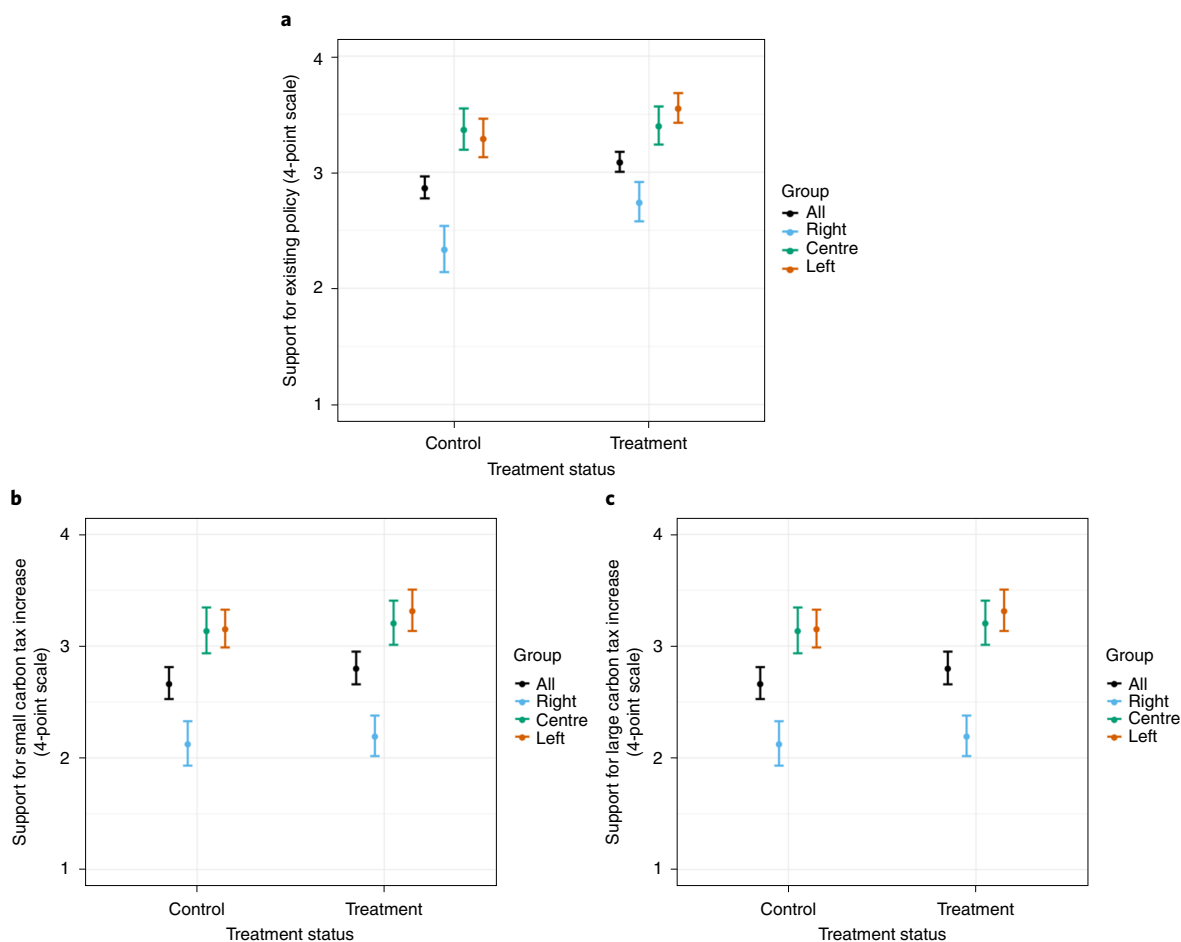 a
Support for existing policy (4-point scale)
4
3
2
1
Control
Treatment
Treatment status
Group
All
Right
Centre
Left
b
Support for small carbon tax increase
(4-point scale)
4
3
2
1
Control
Treatment
Treatment status
Group
All
Right
Centre
Left
c
Support for large carbon tax increase
(4-point scale)
4
3
2
1
Control
Treatment
Treatment status
Group
All
Right
Centre
Left